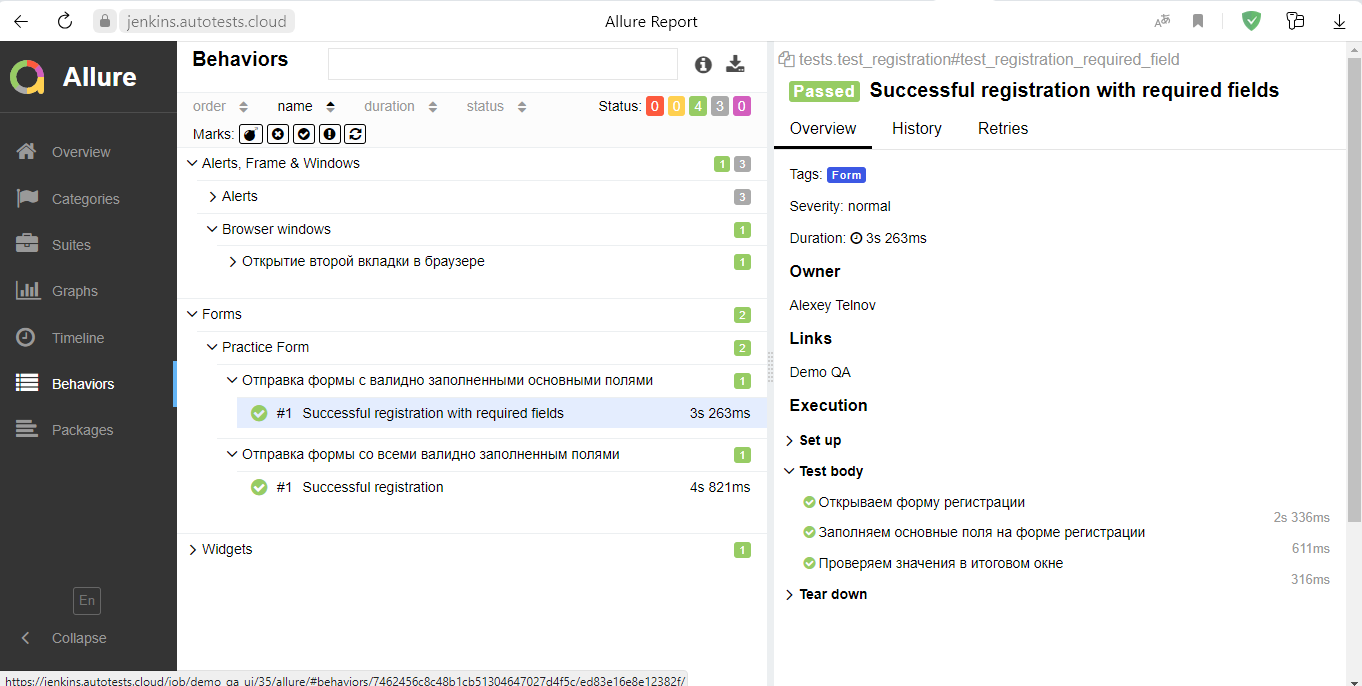 jenkins.autotests.cloud
Allure Report
Allure
Overview
Categories
Suites
Graphs
Timeline
Behaviors
Packages
En
Collapse
Behaviors
order name duration status Status: 0 0 4 3 0
Marks:
Alerts, Frame & Windows 1 3
Alerts 3
Browser windows 1
Открытие второй вкладки в браузере 1
Forms 2
Practice Form 2
Отправка формы с валидно заполненными основными полями 1
#1 Successful registration with required fields 3s 263ms
Отправка формы со всеми валидно заполненным полями 1
#1 Successful registration 4s 821ms
Widgets 1
tests.test_registration#test_registration_required_field
Passed Successful registration with required fields
Overview History Retries
Tags: Form
Severity: normal
Duration: 3s 263ms
Owner
Alexey Telnov
Links
Demo QA
Execution
Set up
Test body
Открываем форму регистрации
2s 336ms
Заполняем основные поля на форме регистрации
611ms
Проверяем значения в итоговом окне
316ms
Tear down
https://jenkins.autotests.cloud/job/demo_qa_ui/35/allure/#behaviors/7462456c8c48b1cb51304647027d4f5c/ed83e16e8e12382f/